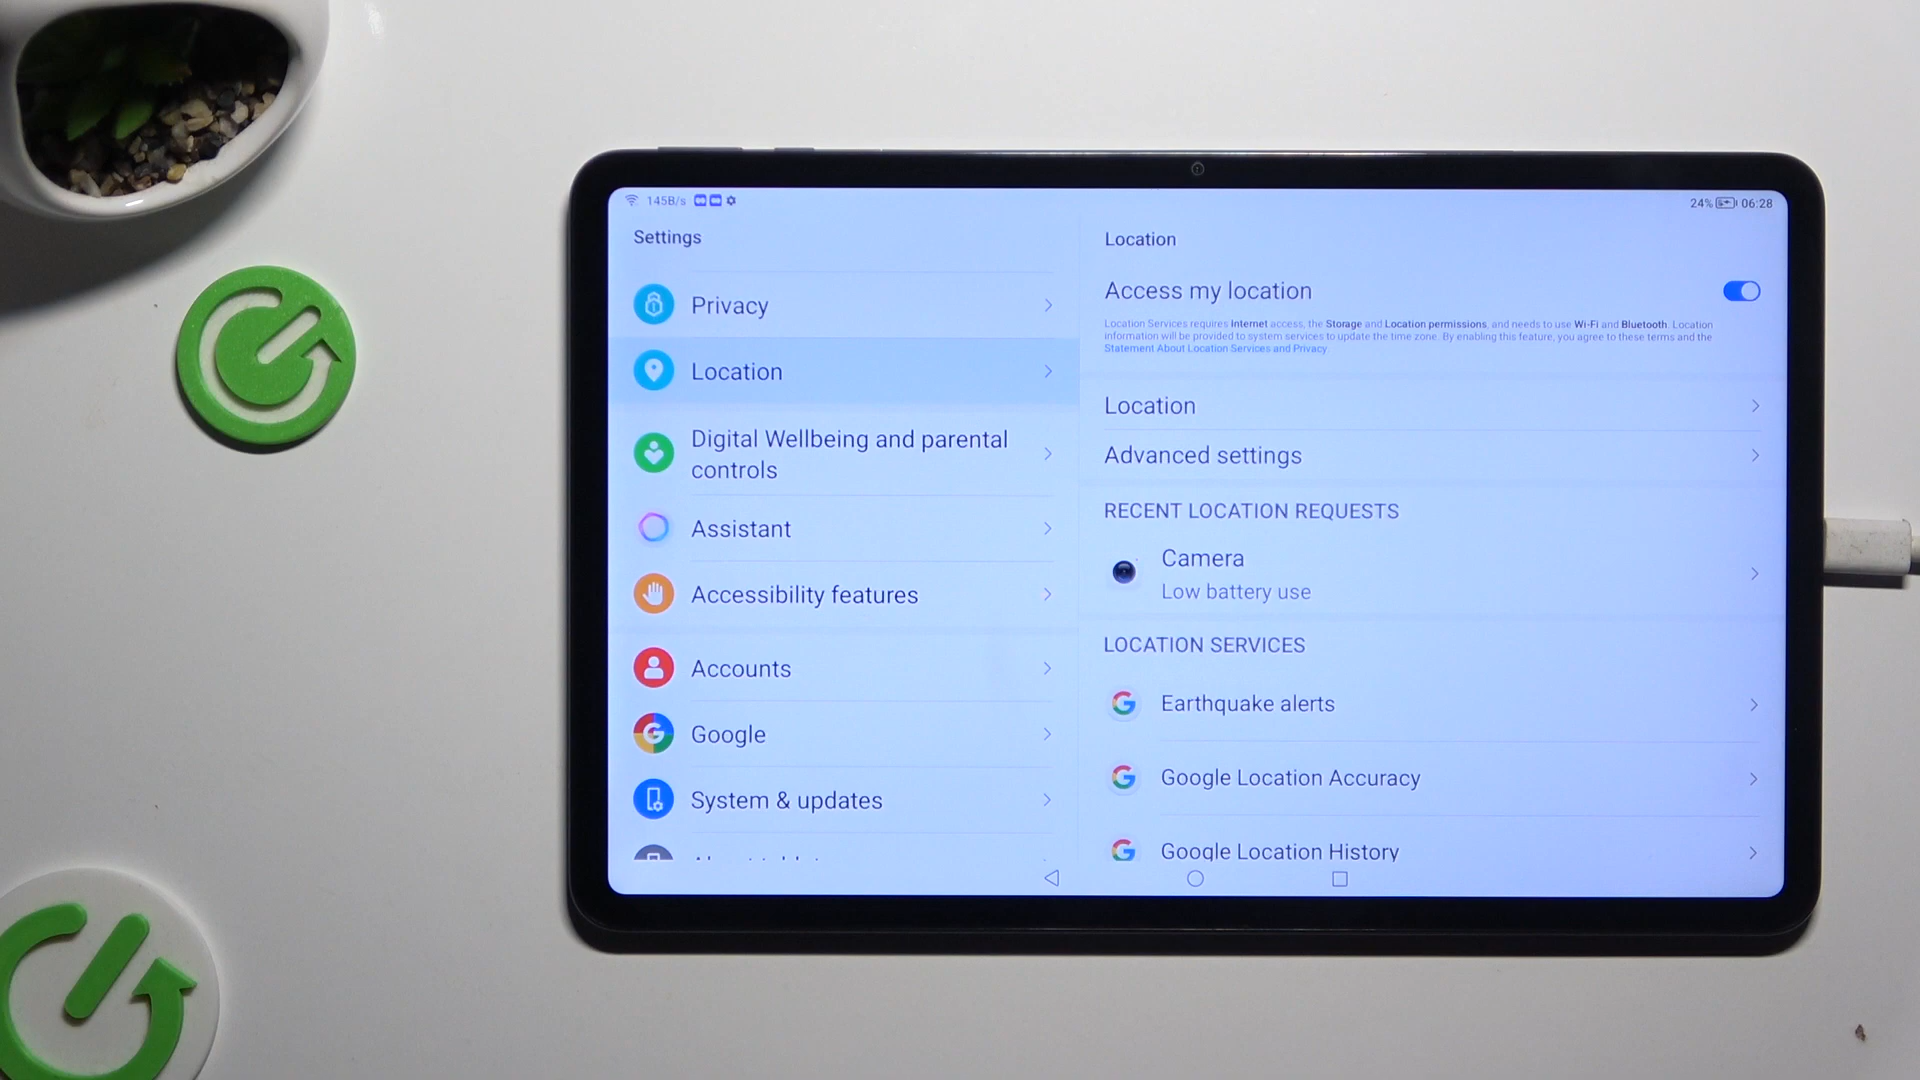 145B/s
24% 06:28
Settings
Privacy
Location
Digital Wellbeing and parental
controls
Assistant
Accessibility features
Accounts
Google
System & updates
Location
Access my location
Location Services requires Internet access, the Storage and Location permissions, and needs to use Wi-Fi and Bluetooth. Location
information will be provided to system services to update the time zone. By enabling this feature, you agree to these terms and the
Statement About Location Services and Privacy
Location
Advanced settings
RECENT LOCATION REQUESTS
Camera
Low battery use
LOCATION SERVICES
Earthquake alerts
Google Location Accuracy
Google Location History